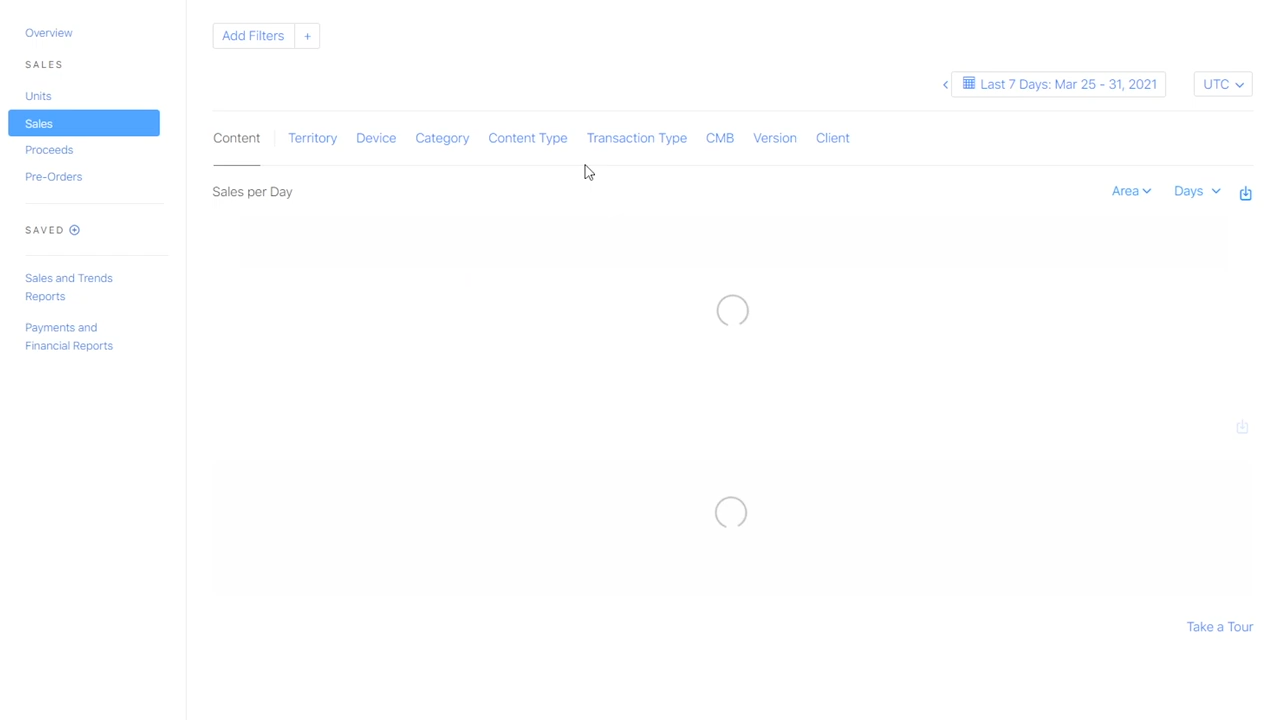 Overview
SALES
Units
Sales
Proceeds
Pre-Orders
SAVED
Sales and Trends
Reports
Payments and
Financial Reports
Add Filters +
Last 7 Days: Mar 25 - 31, 2021
UTC
Content Territory Device Category Content Type Transaction Type CMB Version Client
Sales per Day
Area Days
Take a Tour